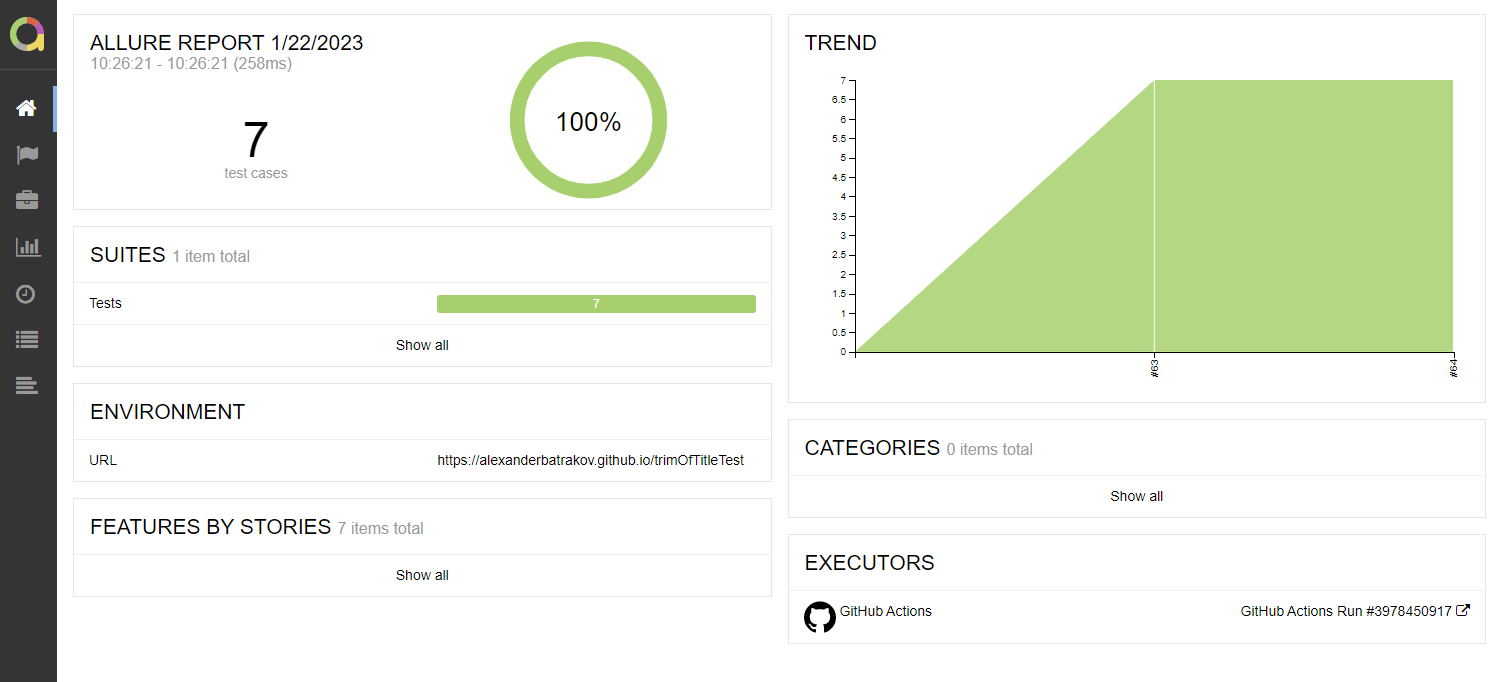 ALLURE REPORT 1/22/2023
10:26:21 - 10:26:21 (258ms)
7
test cases
100%
SUITES 1 item total
Tests 7
Show all
ENVIRONMENT
URL https://alexanderbatrakov.github.io/trimOfTitleTest
FEATURES BY STORIES 7 items total
Show all
TREND
7
6.5
6
5.5
5
4.5
4
3.5
3
2.5
2
1.5
1
0.5
0
#63
#64
CATEGORIES 0 items total
Show all
EXECUTORS
GitHub Actions GitHub Actions Run #3978450917